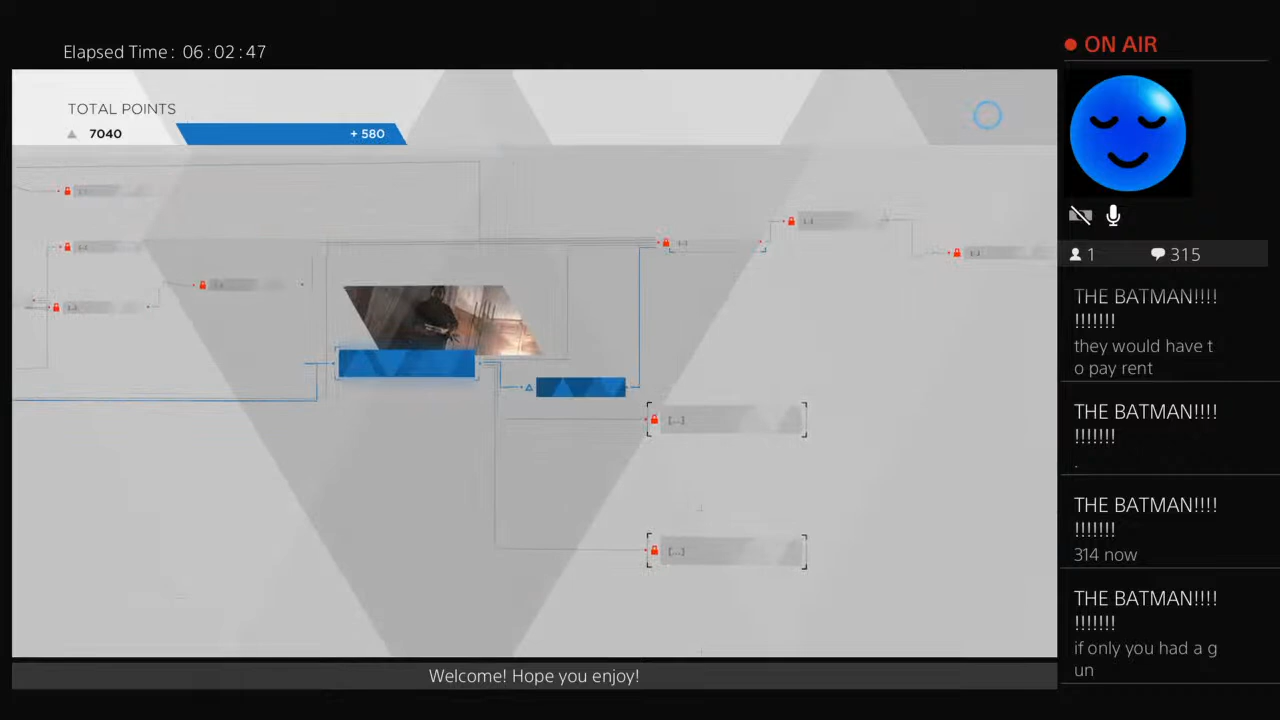 Elapsed Time: 06:02:47
ON AIR
TOTAL POINTS
7040
+ 580
1
315
THE BATMAN!!!!
!!!!!!!
they would have t
o pay rent
THE BATMAN!!!!
!!!!!!!
.
THE BATMAN!!!!
!!!!!!!
314 now
THE BATMAN!!!!
!!!!!!!
if only you had a g
un
[...]
[...]
Welcome! Hope you enjoy!